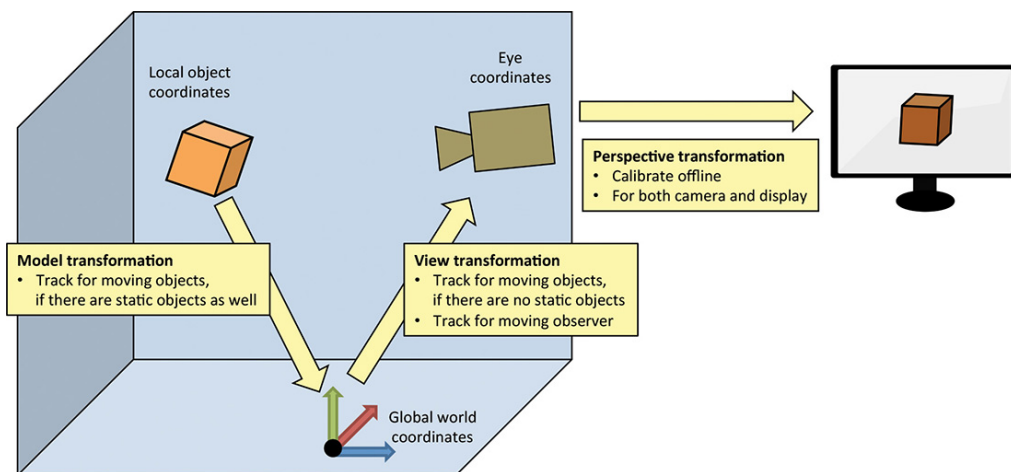 Local object
coordinates
Eye
coordinates
Perspective transformation
• Calibrate offline
• For both camera and display
Model transformation
• Track for moving objects,
if there are static objects as well
View transformation
• Track for moving objects,
if there are no static objects
• Track for moving observer
Global world
coordinates